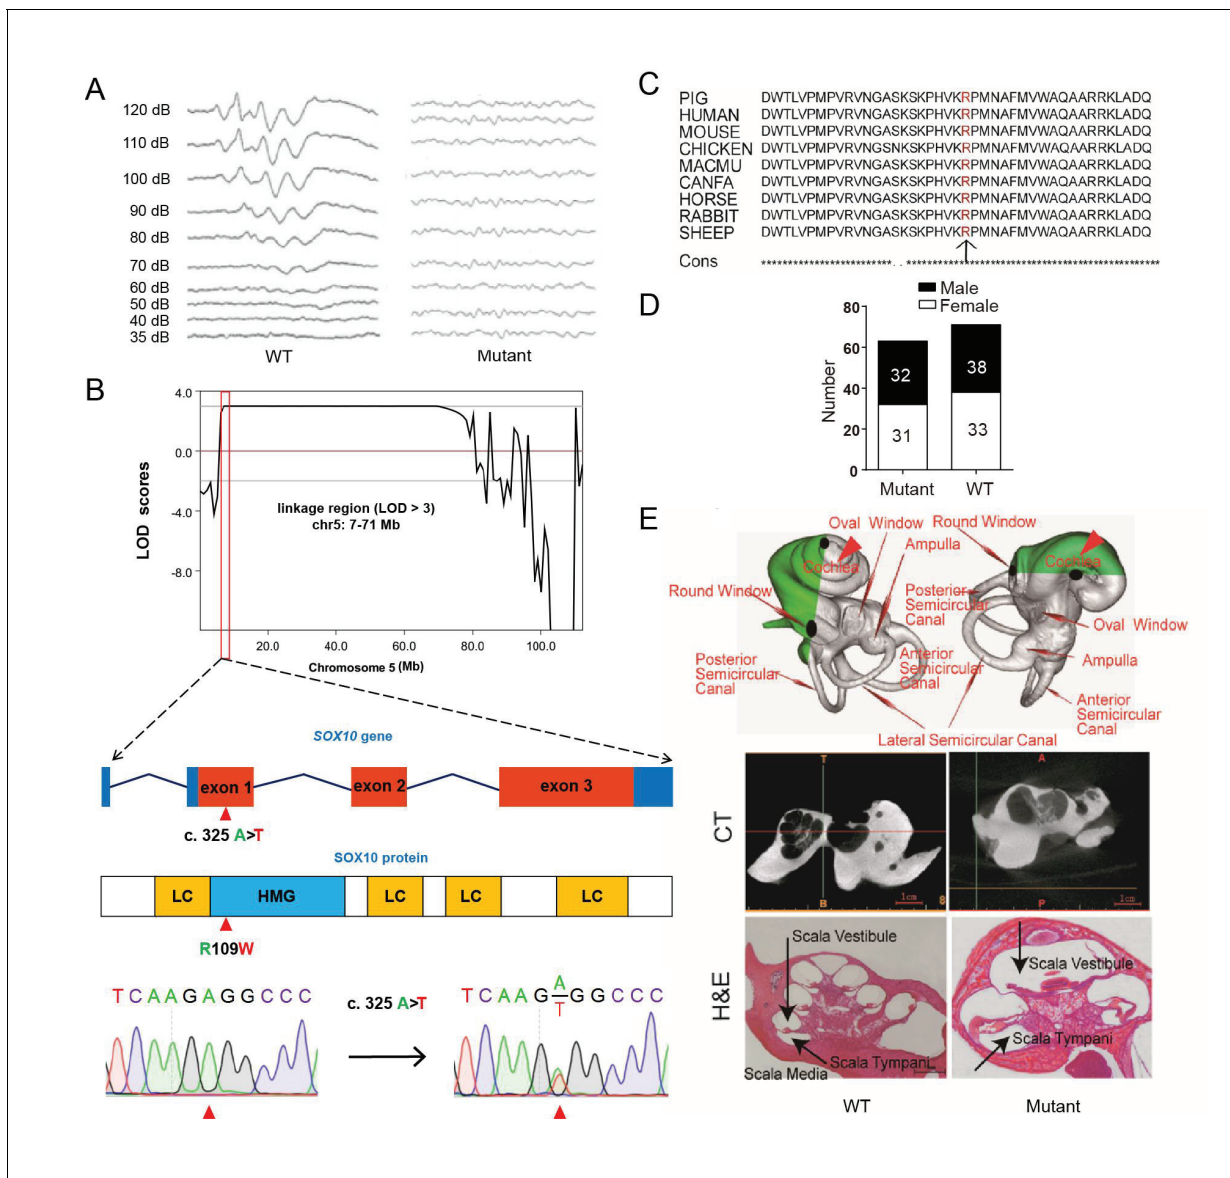 A
120 dB
110 dB
100 dB
90 dB
80 dB
70 dB
60 dB
50 dB
40 dB
35 dB
WT
Mutant
B
4.0
0.0
-4.0
-8.0
LOD scores
linkage region (LOD > 3)
chr5: 7-71 Mb
20.0 40.0 60.0 80.0 100.0
Chromosome 5 (Mb)
SOX10 gene
exon 1 exon 2 exon 3
c. 325 A>T
SOX10 protein
LC HMG LC LC LC
R109W
TCAAGAGGCCC
c. 325 A>T
TCAAG A/T GGCCC
C
PIG DWTLVPMPVRVNGASKSKPHVKRPMNAFMVWAQAARRKLADQ
HUMAN DWTLVPMPVRVNGASKSKPHVKRPMNAFMVWAQAARRKLADQ
MOUSE DWTLVPMPVRVNGASKSKPHVKRPMNAFMVWAQAARRKLADQ
CHICKEN DWTLVPMPVRVNGSNKSKPHVKRPMNAFMVWAQAARRKLADQ
MACMU DWTLVPMPVRVNGASKSKPHVKRPMNAFMVWAQAARRKLADQ
CANFA DWTLVPMPVRVNGASKSKPHVKRPMNAFMVWAQAARRKLADQ
HORSE DWTLVPMPVRVNGASKSKPHVKRPMNAFMVWAQAARRKLADQ
RABBIT DWTLVPMPVRVNGASKSKPHVKRPMNAFMVWAQAARRKLADQ
SHEEP DWTLVPMPVRVNGASKSKPHVKRPMNAFMVWAQAARRKLADQ
Cons
D
Male
Female
80
60
40
20
0
Number
32
31
38
33
Mutant WT
E
Oval Window
Round Window
Cochlea
Ampulla
Round Window
Posterior
Semicircular
Canal
Anterior
Semicircular
Canal
Posterior
Semicircular
Canal
Cochlea
Oval Window
Ampulla
Anterior
Semicircular
Canal
Lateral Semicircular Canal
CT
T
B
1cm
8
A
P
1cm
H&E
Scala Vestibule
Scala Tympani
Scala Media
Scala Vestibule
Scala Tympani
WT
Mutant